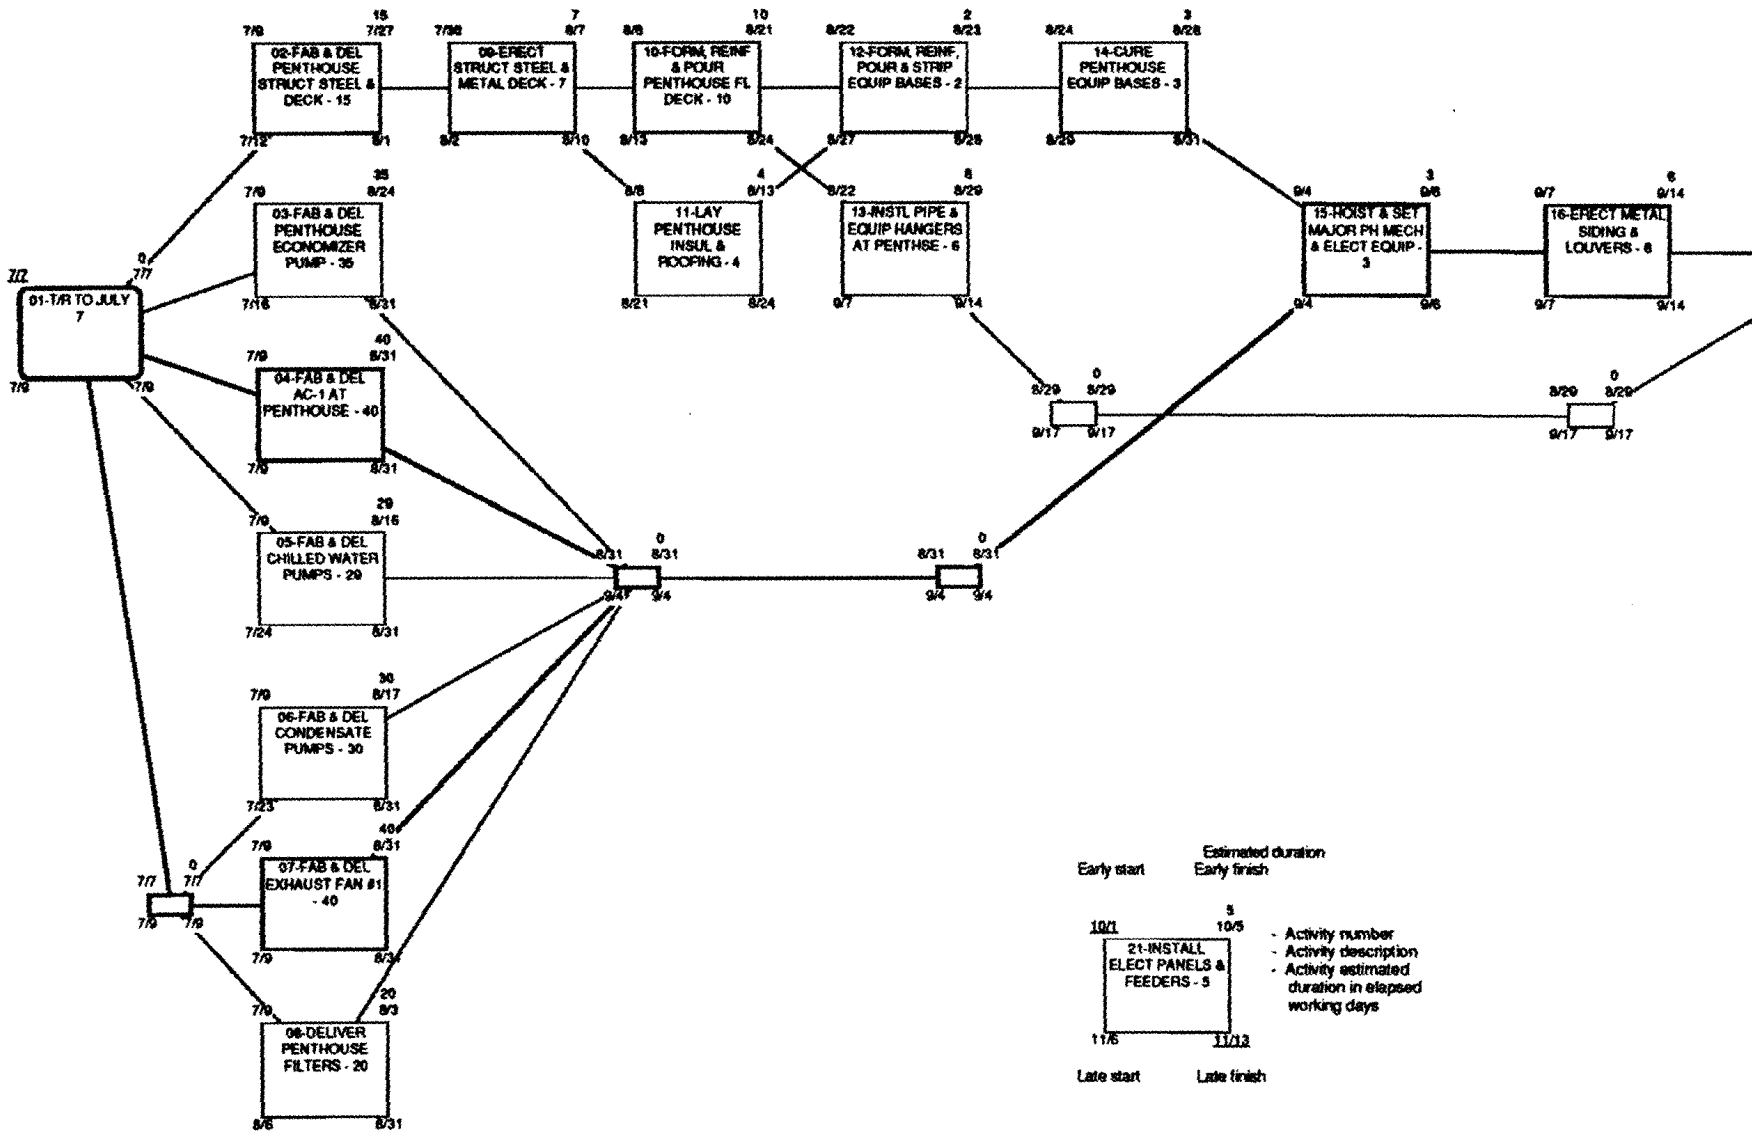 15
7/9 7/27
02-FAB & DEL
PENTHOUSE
STRUCT STEEL &
DECK - 15
7/12 8/1
7
7/30 8/7
09-ERECT
STRUCT STEEL &
METAL DECK - 7
8/2 8/10
10
8/8 8/21
10-FORM, REINF
& POUR
PENTHOUSE FL
DECK - 10
8/13 8/24
2
8/22 8/23
12-FORM, REINF,
POUR & STRIP
EQUIP BASES - 2
8/27 8/28
3
8/24 8/28
14-CURE
PENTHOUSE
EQUIP BASES - 3
8/29 8/31
35
7/9 8/24
03-FAB & DEL
PENTHOUSE
ECONOMIZER
PUMP - 35
7/16 8/31
4
8/8 8/13
11-LAY
PENTHOUSE
INSUL &
ROOFING - 4
8/21 8/24
6
8/22 8/29
13-INSTL PIPE &
EQUIP HANGERS
AT PENTHSE - 6
9/7 9/14
3
9/4 9/6
15-HOIST & SET
MAJOR PH MECH
& ELECT EQUIP -
3
9/4 9/6
6
9/7 9/14
16-ERECT METAL
SIDING &
LOUVERS - 6
9/7 9/14
0
7/7 7/7
01-T/R TO JULY
7
7/9 7/9
40
7/9 8/31
04-FAB & DEL
AC-1 AT
PENTHOUSE - 40
7/9 8/31
0
8/29 8/29
9/17 9/17
0
8/29 8/29
9/17 9/17
29
7/9 8/16
05-FAB & DEL
CHILLED WATER
PUMPS - 29
7/24 8/31
0
8/31 8/31
9/4 9/4
0
8/31 8/31
9/4 9/4
30
7/9 8/17
06-FAB & DEL
CONDENSATE
PUMPS - 30
7/23 8/31
0
7/7 7/7
7/9 7/9
40
7/9 8/31
07-FAB & DEL
EXHAUST FAN #1
- 40
7/9 8/31
20
7/9 8/3
08-DELIVER
PENTHOUSE
FILTERS - 20
8/6 8/31
Estimated duration
Early start Early finish
5
10/1 10/5
21-INSTALL
ELECT PANELS &
FEEDERS - 5
11/6 11/13
- Activity number
- Activity description
- Activity estimated
duration in elapsed
working days
Late start Late finish